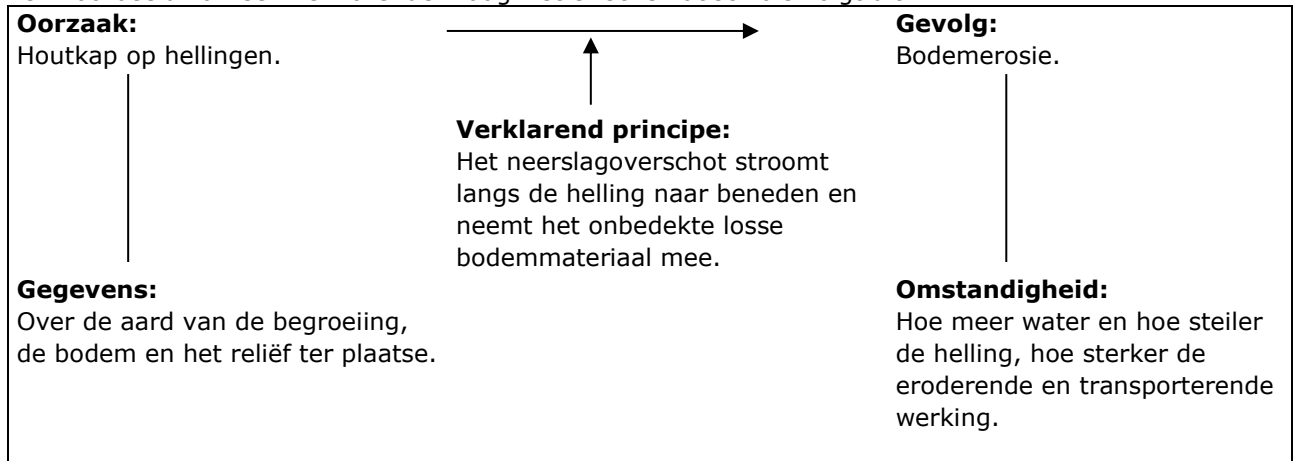 Oorzaak:
Houtkap op hellingen.
Gevolg:
Bodemerosie.
Verklarend principe:
Het neerslagoverschot stroomt
langs de helling naar beneden en
neemt het onbedekte losse
bodemmateriaal mee.
Gegevens:
Over de aard van de begroeiing,
de bodem en het reliëf ter plaatse.
Omstandigheid:
Hoe meer water en hoe steiler
de helling, hoe sterker de
eroderende en transporterende
werking.